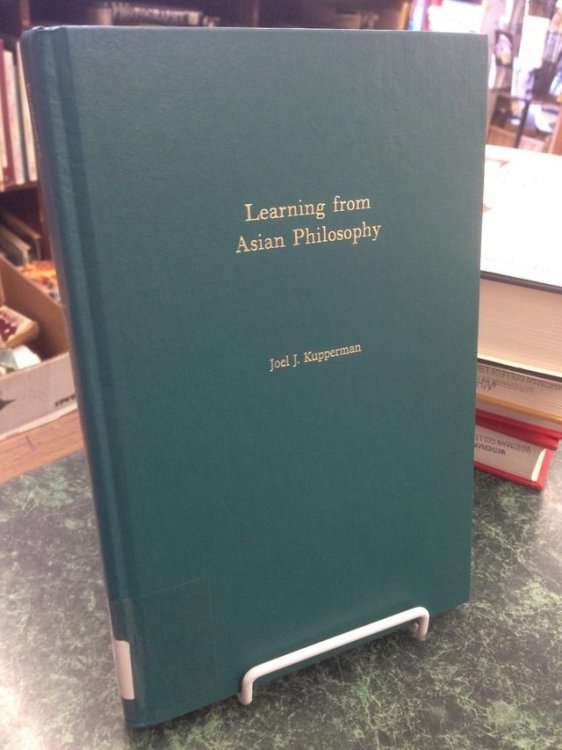 Learning from
Asian Philosophy
Joel J. Kupperman